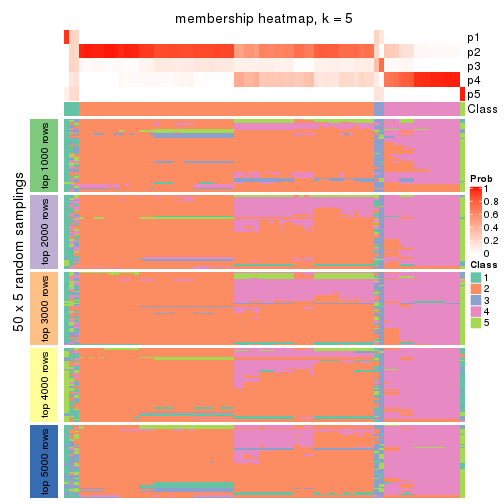 membership heatmap, k = 5
p1
p2
p3
p4
p5
Class
50 x 5 random samplings
top 1000 rows
top 2000 rows
top 3000 rows
top 4000 rows
top 5000 rows
Prob
1
0.8
0.6
0.4
0.2
0
Class
1
2
3
4
5